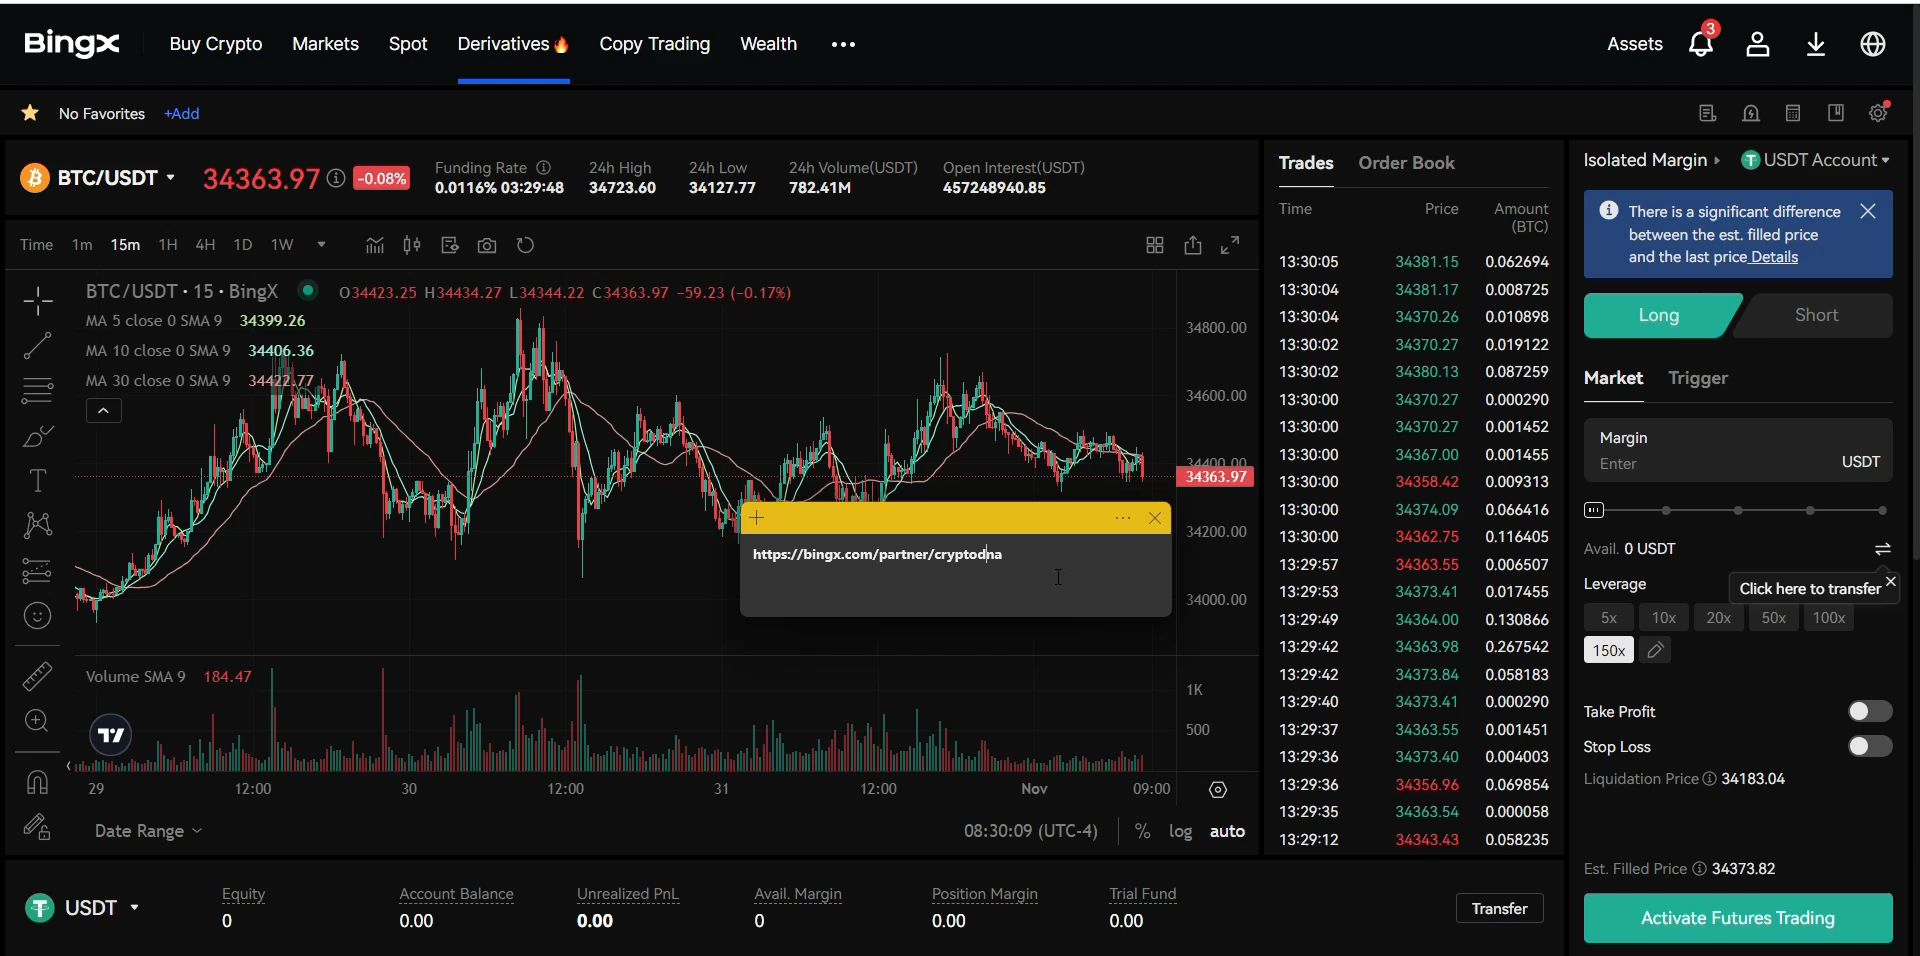 BingX
Buy Crypto
Markets
Spot
Derivatives
Copy Trading
Wealth
Assets
3
No Favorites
+Add
BTC/USDT
34363.97
-0.08%
Funding Rate
0.0116% 03:29:48
24h High
34723.60
24h Low
34127.77
24h Volume(USDT)
782.41M
Open Interest(USDT)
457248940.85
Time
1m
15m
1H
4H
1D
1W
BTC/USDT · 15 · BingX
O34423.25 H34434.27 L34344.22 C34363.97 -59.23 (-0.17%)
MA 5 close 0 SMA 9 34399.26
MA 10 close 0 SMA 9 34406.36
MA 30 close 0 SMA 9 34422.77
34800.00
34600.00
34400.00
34363.97
34200.00
34000.00
https://bingx.com/partner/cryptodna
Volume SMA 9 184.47
1K
500
29
12:00
30
12:00
31
12:00
Nov
09:00
Date Range
08:30:09 (UTC-4)
%
log
auto
Trades
Order Book
Time Price Amount
(BTC)
13:30:05 34381.15 0.062694
13:30:04 34381.17 0.008725
13:30:04 34370.26 0.010898
13:30:02 34370.27 0.019122
13:30:02 34380.13 0.087259
13:30:00 34370.27 0.000290
13:30:00 34370.27 0.001452
13:30:00 34367.00 0.001455
13:30:00 34358.42 0.009313
13:30:00 34374.09 0.066416
13:30:00 34362.75 0.116405
13:29:57 34363.55 0.006507
13:29:53 34373.41 0.017455
13:29:49 34364.00 0.130866
13:29:42 34363.98 0.267542
13:29:42 34373.84 0.058183
13:29:40 34373.41 0.000290
13:29:37 34363.55 0.001451
13:29:36 34373.40 0.004003
13:29:36 34356.96 0.069854
13:29:35 34363.54 0.000058
13:29:12 34343.43 0.058235
Isolated Margin
USDT Account
There is a significant difference
between the est. filled price
and the last price Details
Long
Short
Market
Trigger
Margin
Enter
USDT
Avail. 0 USDT
Leverage
Click here to transfer
5x
10x
20x
50x
100x
150x
Take Profit
Stop Loss
Liquidation Price 34183.04
Est. Filled Price 34373.82
Activate Futures Trading
USDT
Equity
0
Account Balance
0.00
Unrealized PnL
0.00
Avail. Margin
0
Position Margin
0.00
Trial Fund
0.00
Transfer